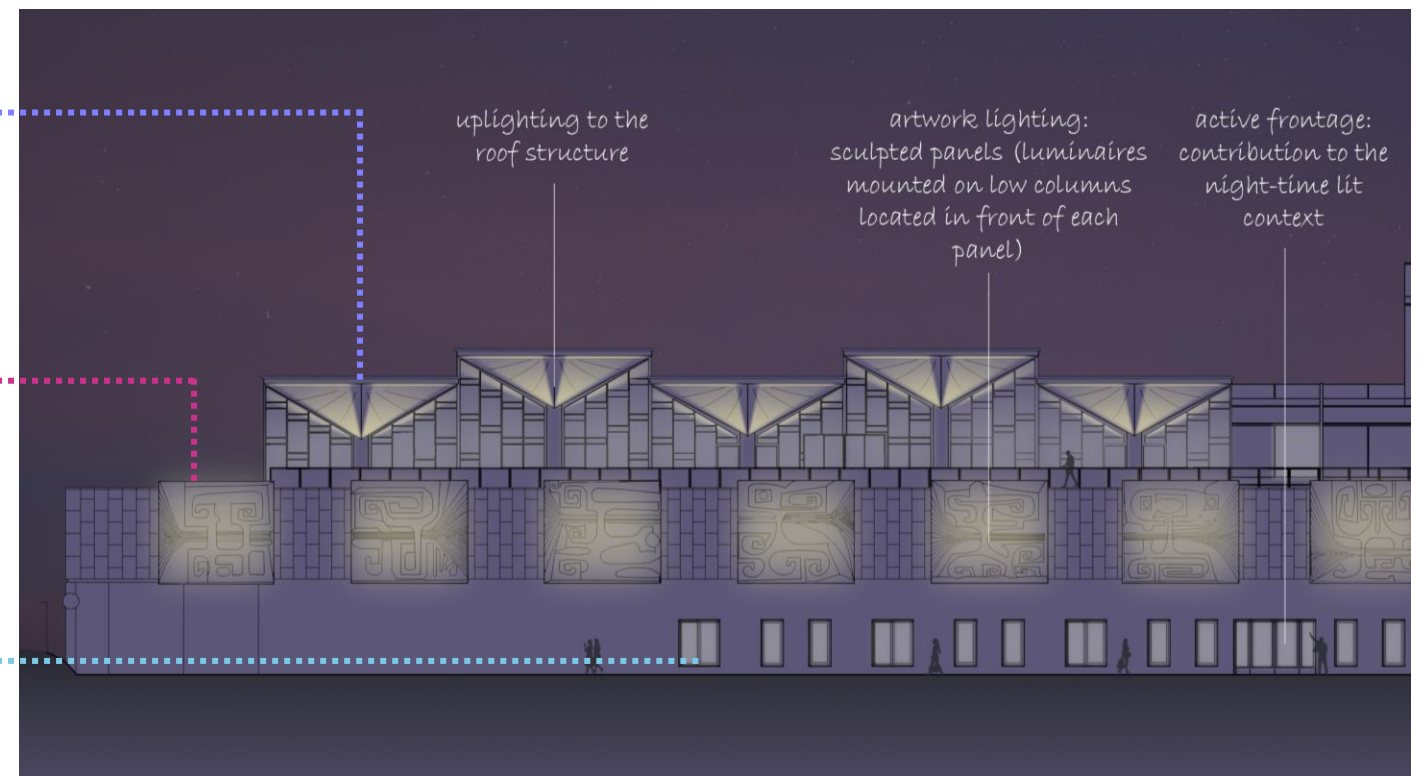 uplighting to the
roof structure
artwork lighting:
sculpted panels (luminaires
mounted on low columns
located in front of each
panel)
active frontage:
contribution to the
night-time lit
context